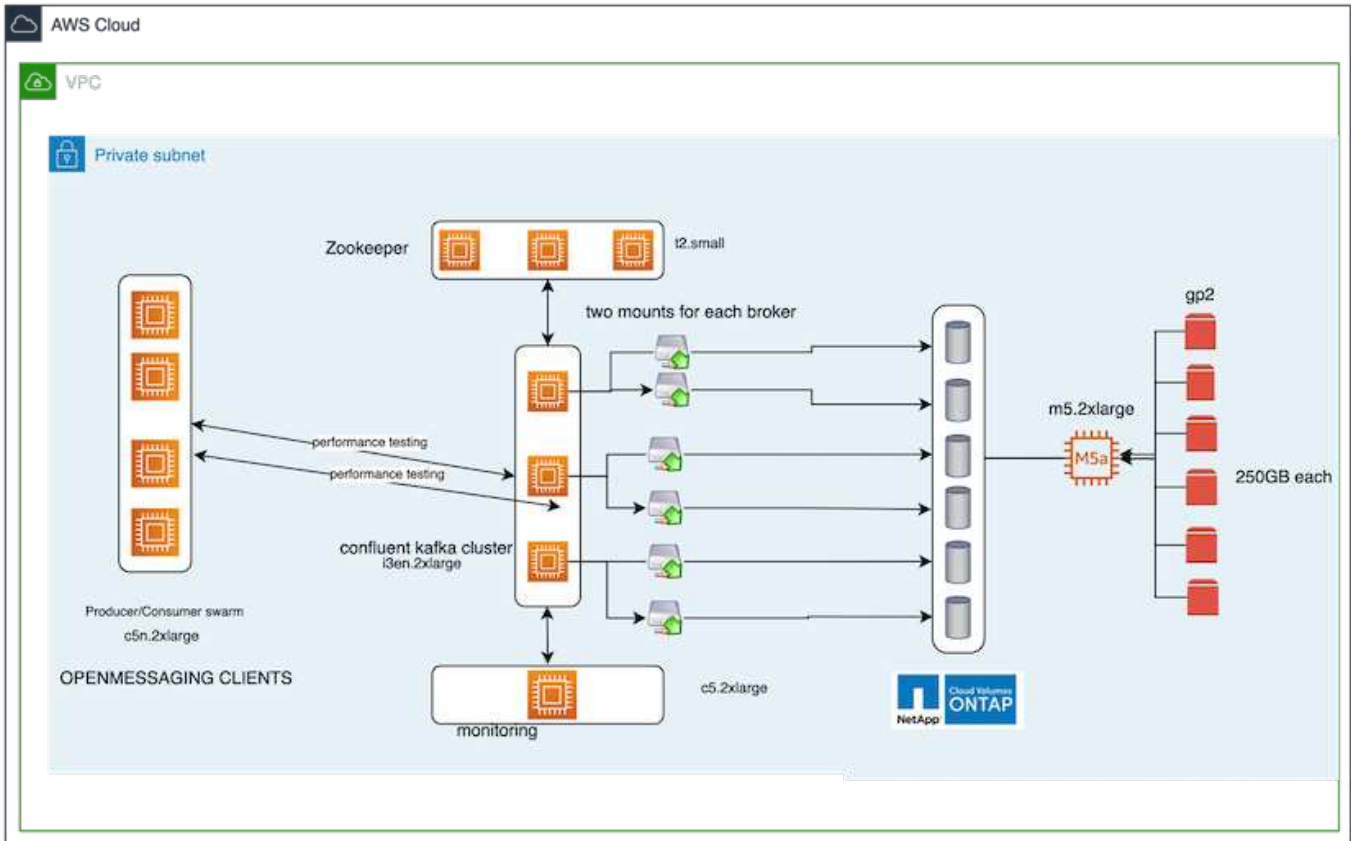 AWS Cloud
VPC
Private subnet
Zookeeper
t2.small
two mounts for each broker
gp2
m5.2xlarge
M5a
250GB each
performance testing
performance testing
confluent kafka cluster
i3en.2xlarge
Producer/Consumer swarm
c5n.2xlarge
OPENMESSAGING CLIENTS
c5.2xlarge
monitoring
NetApp
Cloud Volumes
ONTAP